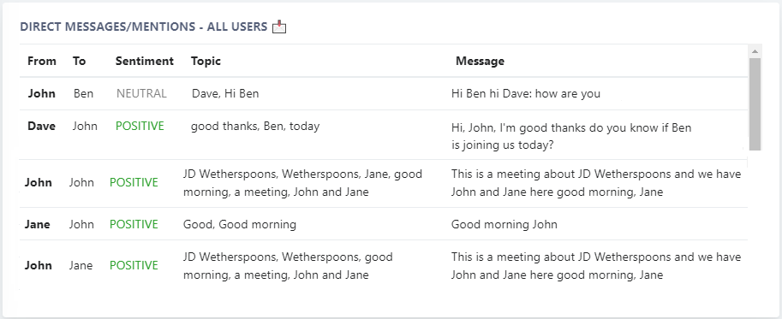 DIRECT MESSAGES/MENTIONS - ALL USERS
From To Sentiment Topic Message
John Ben NEUTRAL Dave, Hi Ben Hi Ben hi Dave: how are you
Dave John POSITIVE good thanks, Ben, today Hi, John, I'm good thanks do you know if Ben
is joining us today?
John John POSITIVE JD Wetherspoons, Wetherspoons, Jane, good This is a meeting about JD Wetherspoons and we have
morning, a meeting, John and Jane John and Jane here good morning, Jane
Jane John POSITIVE Good, Good morning Good morning John
John Jane POSITIVE JD Wetherspoons, Wetherspoons, good This is a meeting about JD Wetherspoons and we have
morning, a meeting, John and Jane John and Jane here good morning, Jane